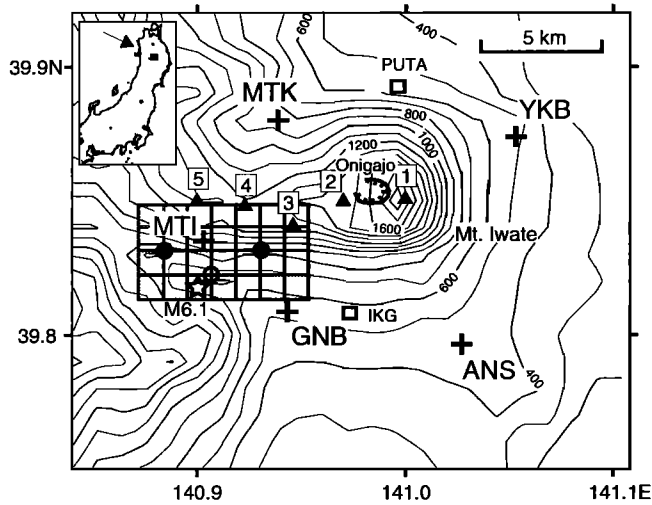 600
400
5 km
39.9N
PUTA
MTK
YKB
800
1000
1200
Onigajo
5
4
2
1
3
1600
MTI
Mt. Iwate
600
M6.1
39.8
GNB
IKG
ANS
400
140.9
141.0
141.1E